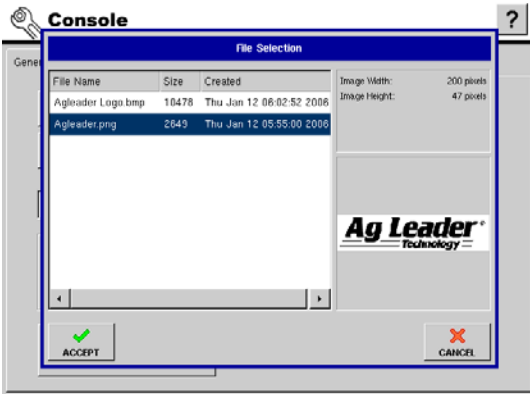 Console
?
File Selection
Gene
File Name Size Created
Agleader Logo.bmp 10478 Thu Jan 12 06:02:52 2006
Agleader.png 2649 Thu Jan 12 05:55:00 2006
Image Width: 200 pixels
Image Height: 47 pixels
Ag Leader
Technology
ACCEPT
CANCEL